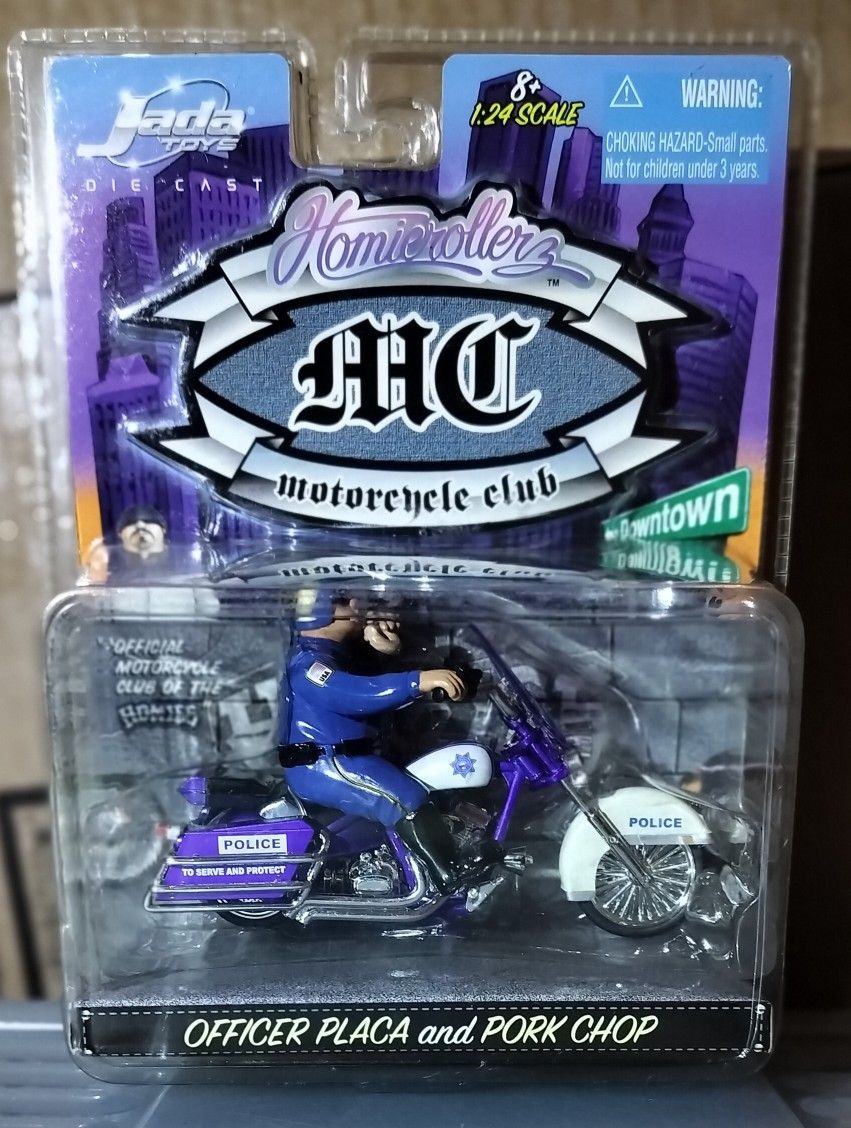 Jada®
TOYS
DIE CAST
8+
1:24 SCALE
WARNING:
CHOKING HAZARD-Small parts.
Not for children under 3 years.
Homierollerz™
MC
motorcycle club
Downtown
"OFFICIAL
MOTORCYCLE
CLUB OF THE
HOMIES
USA
POLICE
TO SERVE AND PROTECT
POLICE
OFFICER PLACA and PORK CHOP